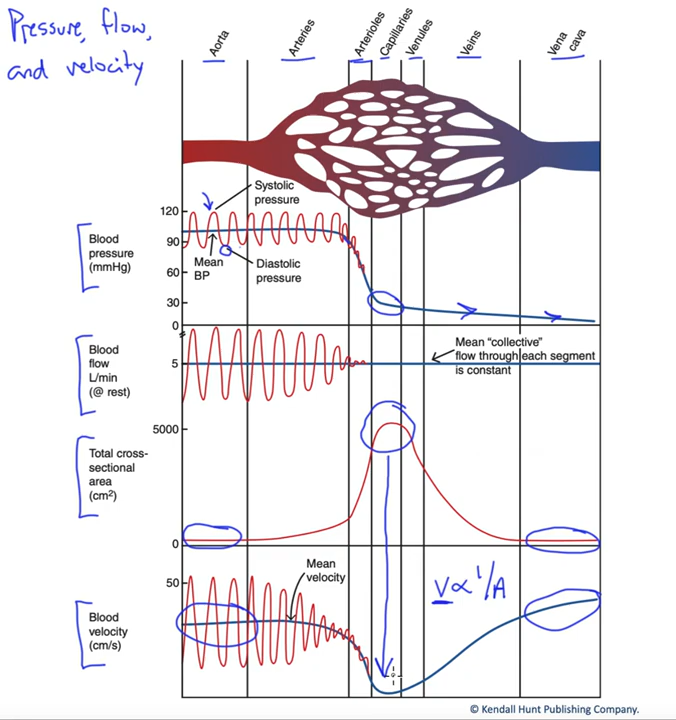 Pressure, flow,
and velocity
Aorta
Arteries
Arterioles
Capillaries
Venules
Veins
Vena
cava
Systolic
pressure
120
90
60
30
0
Blood
pressure
(mmHg)
Mean
BP
Diastolic
pressure
Blood
flow
L/min
(@ rest)
5
Mean "collective"
flow through each segment
is constant
5000
Total cross-
sectional
area
(cm²)
0
Mean
velocity
50
V∝1/A
Blood
velocity
(cm/s)
© Kendall Hunt Publishing Company.